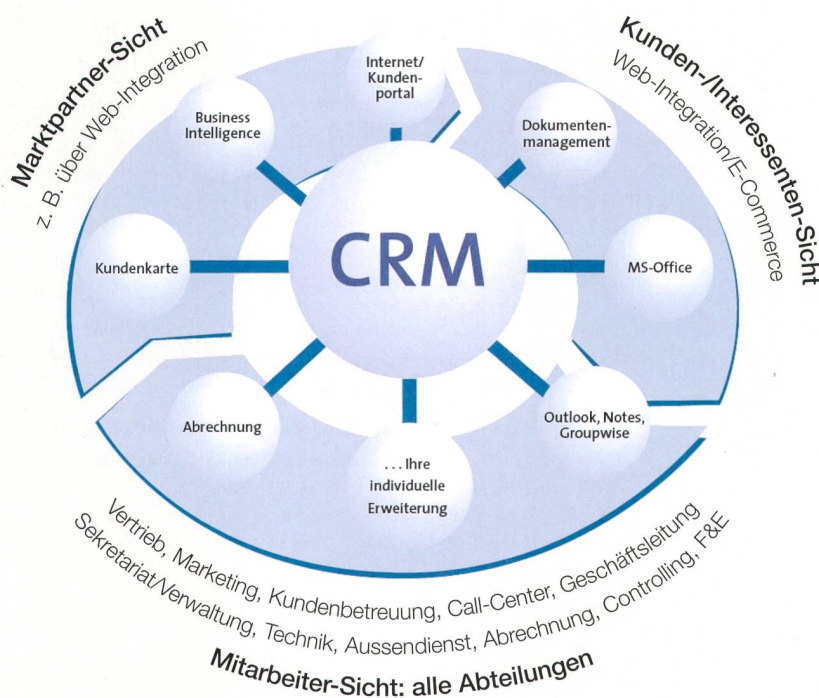 Marktpartner-Sicht
z. B. über Web-Integration
Kunden-/Interessenten-Sicht
Web-Integration/E-Commerce
Internet/
Kunden-
portal
Business
Intelligence
Dokumenten-
management
Kundenkarte
CRM
MS-Office
Abrechnung
Outlook, Notes,
Groupwise
. . . Ihre
individuelle
Erweiterung
Vertrieb, Marketing, Kundenbetreuung, Call-Center, Geschäftsleitung
Sekretariat/Verwaltung, Technik, Aussendienst, Abrechnung, Controlling, F&E
Mitarbeiter-Sicht: alle Abteilungen